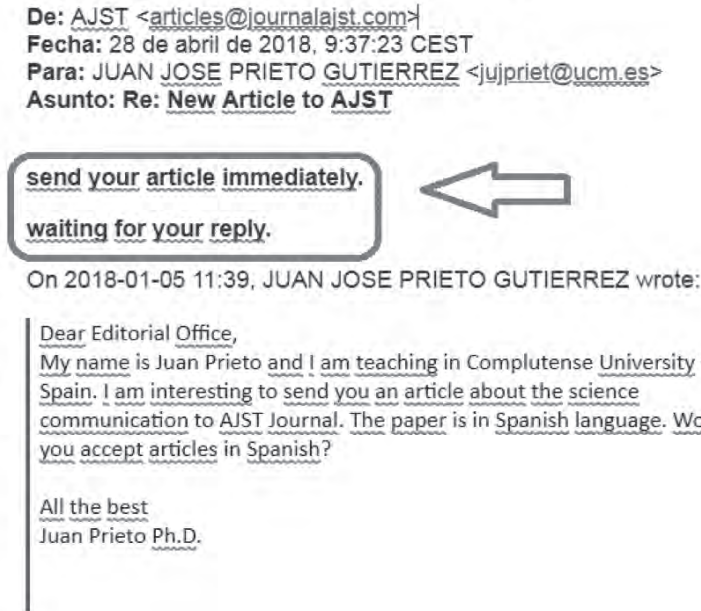 De: AJST <articles@journalajst.com>
Fecha: 28 de abril de 2018, 9:37:23 CEST
Para: JUAN JOSE PRIETO GUTIERREZ <jujpriet@ucm.es>
Asunto: Re: New Article to AJST
send your article immediately.
waiting for your reply.
On 2018-01-05 11:39, JUAN JOSE PRIETO GUTIERREZ wrote:
Dear Editorial Office,
My name is Juan Prieto and I am teaching in Complutense University
Spain. I am interesting to send you an article about the science
communication to AJST Journal. The paper is in Spanish language. Wo
you accept articles in Spanish?
All the best
Juan Prieto Ph.D.